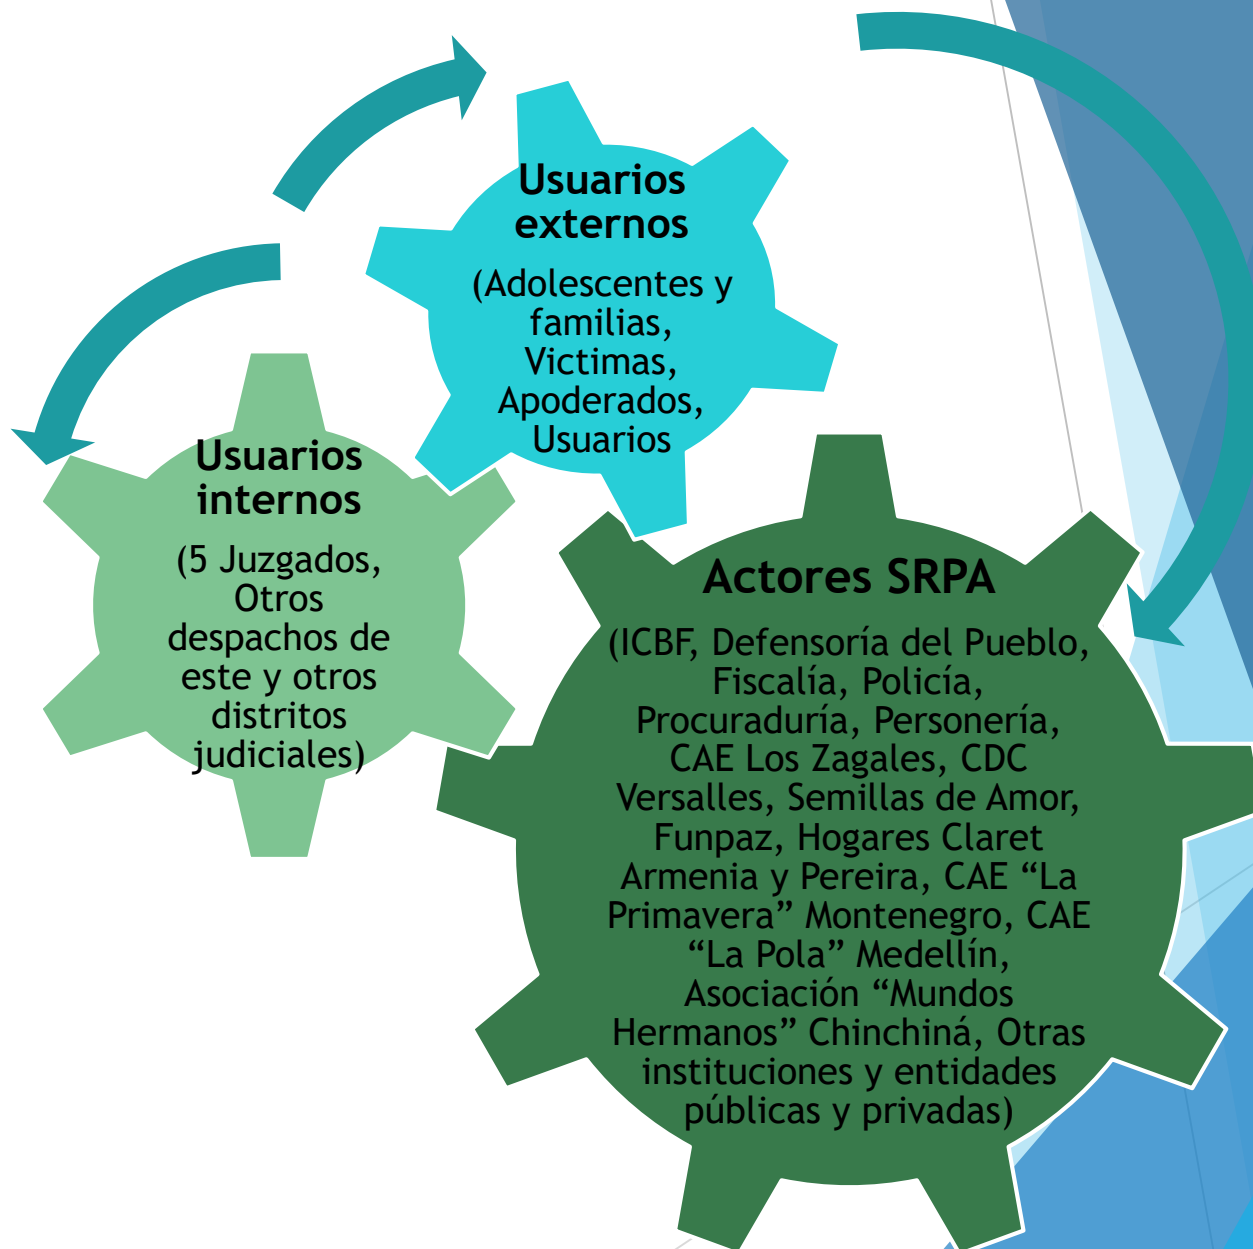 Usuarios
externos
(Adolescentes y
familias,
Victimas,
Apoderados,
Usuarios
Usuarios
internos
(5 Juzgados,
Otros
despachos de
este y otros
distritos
judiciales)
Actores SRPA
(ICBF, Defensoría del Pueblo,
Fiscalía, Policía,
Procuraduría, Personería,
CAE Los Zagales, CDC
Versalles, Semillas de Amor,
Funpaz, Hogares Claret
Armenia y Pereira, CAE “La
Primavera” Montenegro, CAE
“La Pola” Medellín,
Asociación “Mundos
Hermanos” Chinchiná, Otras
instituciones y entidades
públicas y privadas)